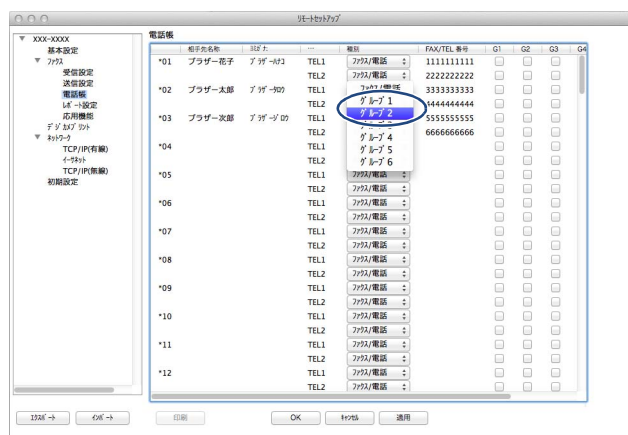 リモートセットアップ
XXX-XXXX
基本設定
ファクス
受信設定
送信設定
電話帳
レポート設定
応用機能
デジカメプリント
ネットワーク
TCP/IP(有線)
イーサネット
TCP/IP(無線)
初期設定
電話帳
相手先名称 ヨミガナ: ... 種別 FAX/TEL 番号 G1 G2 G3 G4
*01 ブラザー花子 ブラザーハナコ TEL1 ファクス/電話 1111111111
TEL2 ファクス/電話 2222222222
*02 ブラザー太郎 ブラザータロウ TEL1 ファクス/電話 3333333333
TEL2 グループ1 4444444444
*03 ブラザー次郎 ブラザージロウ TEL1 グループ2 5555555555
TEL2 グループ4 6666666666
*04 TEL1 グループ5
TEL2 グループ6
*05 TEL1 ファクス/電話
TEL2 ファクス/電話
*06 TEL1 ファクス/電話
TEL2 ファクス/電話
*07 TEL1 ファクス/電話
TEL2 ファクス/電話
*08 TEL1 ファクス/電話
TEL2 ファクス/電話
*09 TEL1 ファクス/電話
TEL2 ファクス/電話
*10 TEL1 ファクス/電話
TEL2 ファクス/電話
*11 TEL1 ファクス/電話
TEL2 ファクス/電話
*12 TEL1 ファクス/電話
TEL2 ファクス/電話
エクスポート インポート 印刷 OK キャンセル 適用